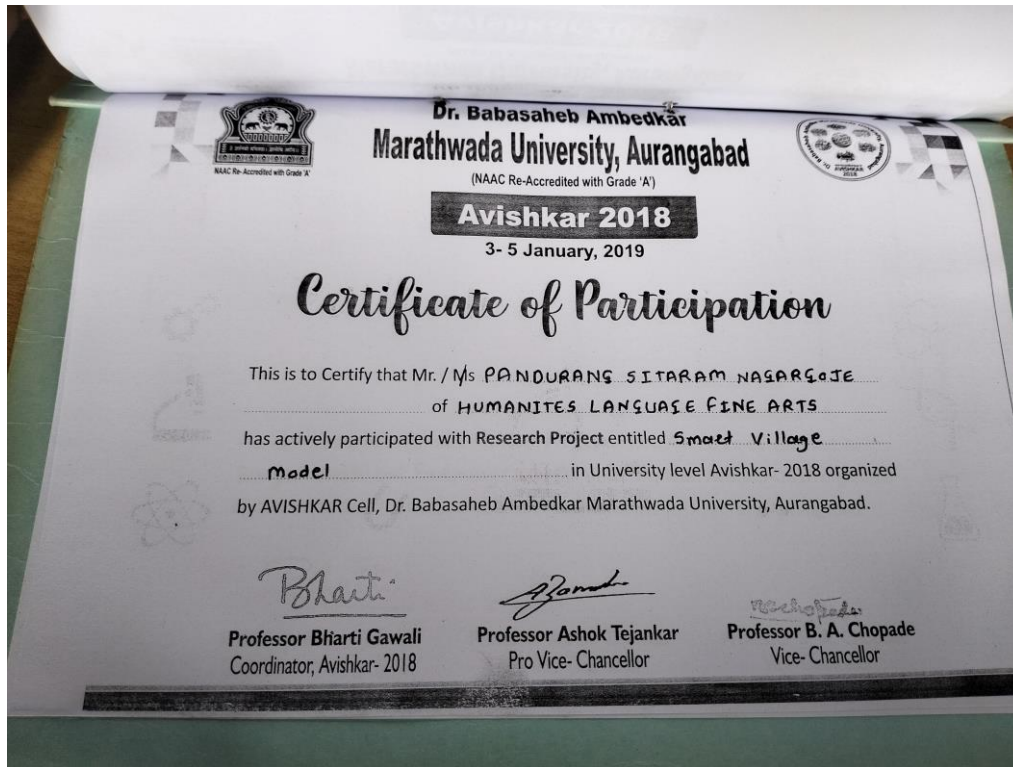 Dr. Babasaheb Ambedkar
Marathwada University, Aurangabad
(NAAC Re-Accredited with Grade 'A')
NAAC Re-Accredited with Grade 'A'
Avishkar 2018
3- 5 January, 2019
Certificate of Participation
This is to Certify that Mr. / Ms PANDURANG SITARAM NAGARGOJE
of HUMANITES LANGUAGE FINE ARTS
has actively participated with Research Project entitled Smart Village
Model in University level Avishkar- 2018 organized
by AVISHKAR Cell, Dr. Babasaheb Ambedkar Marathwada University, Aurangabad.
Bharti
Professor Bharti Gawali
Coordinator, Avishkar- 2018
Professor Ashok Tejankar
Pro Vice- Chancellor
Professor B. A. Chopade
Vice- Chancellor